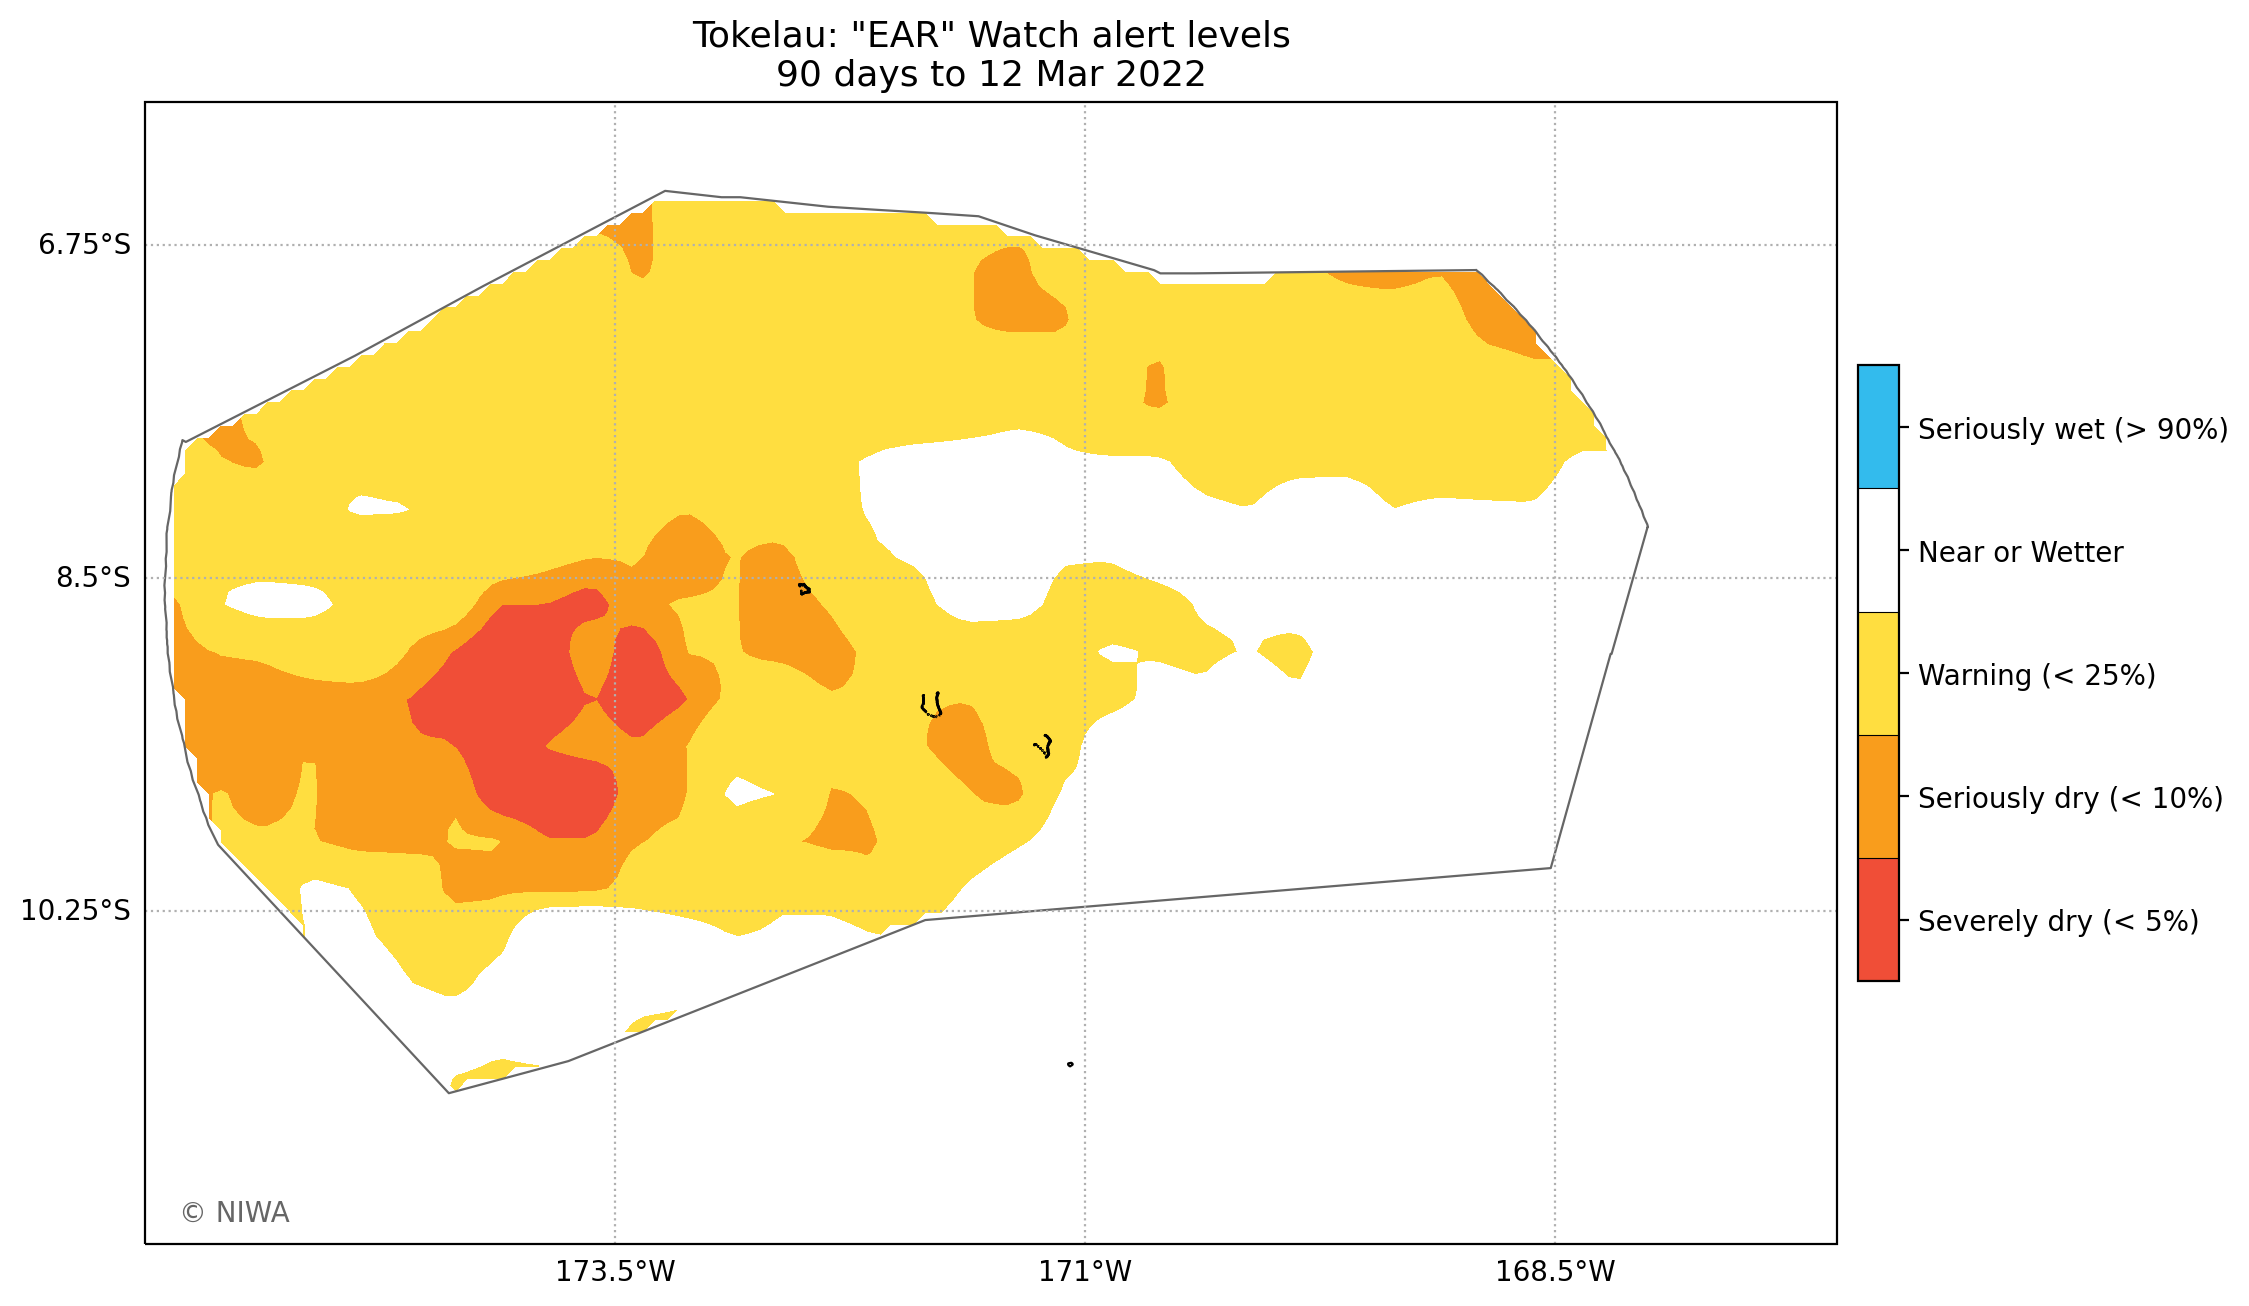 Tokelau: "EAR" Watch alert levels
90 days to 12 Mar 2022
6.75°S
8.5°S
10.25°S
173.5°W
171°W
168.5°W
Seriously wet (> 90%)
Near or Wetter
Warning (< 25%)
Seriously dry (< 10%)
Severely dry (< 5%)
© NIWA